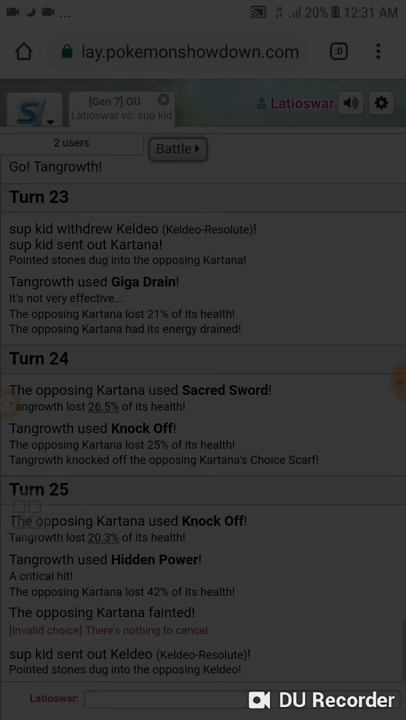 ... 20% 12:31 AM
lay.pokemonshowdown.com
:D
[Gen 7] OU
Latioswar vs. sup kid
Latioswar
2 users
Battle
Go! Tangrowth!
Turn 23
sup kid withdrew Keldeo (Keldeo-Resolute)!
sup kid sent out Kartana!
Pointed stones dug into the opposing Kartana!
Tangrowth used Giga Drain!
It's not very effective...
The opposing Kartana lost 21% of its health!
The opposing Kartana had its energy drained!
Turn 24
The opposing Kartana used Sacred Sword!
Tangrowth lost 26.5% of its health!
Tangrowth used Knock Off!
The opposing Kartana lost 25% of its health!
Tangrowth knocked off the opposing Kartana's Choice Scarf!
Turn 25
The opposing Kartana used Knock Off!
Tangrowth lost 20.3% of its health!
Tangrowth used Hidden Power!
A critical hit!
The opposing Kartana lost 42% of its health!
The opposing Kartana fainted!
[Invalid choice] There's nothing to cancel
sup kid sent out Keldeo (Keldeo-Resolute)!
Pointed stones dug into the opposing Keldeo!
Latioswar:
DU Recorder